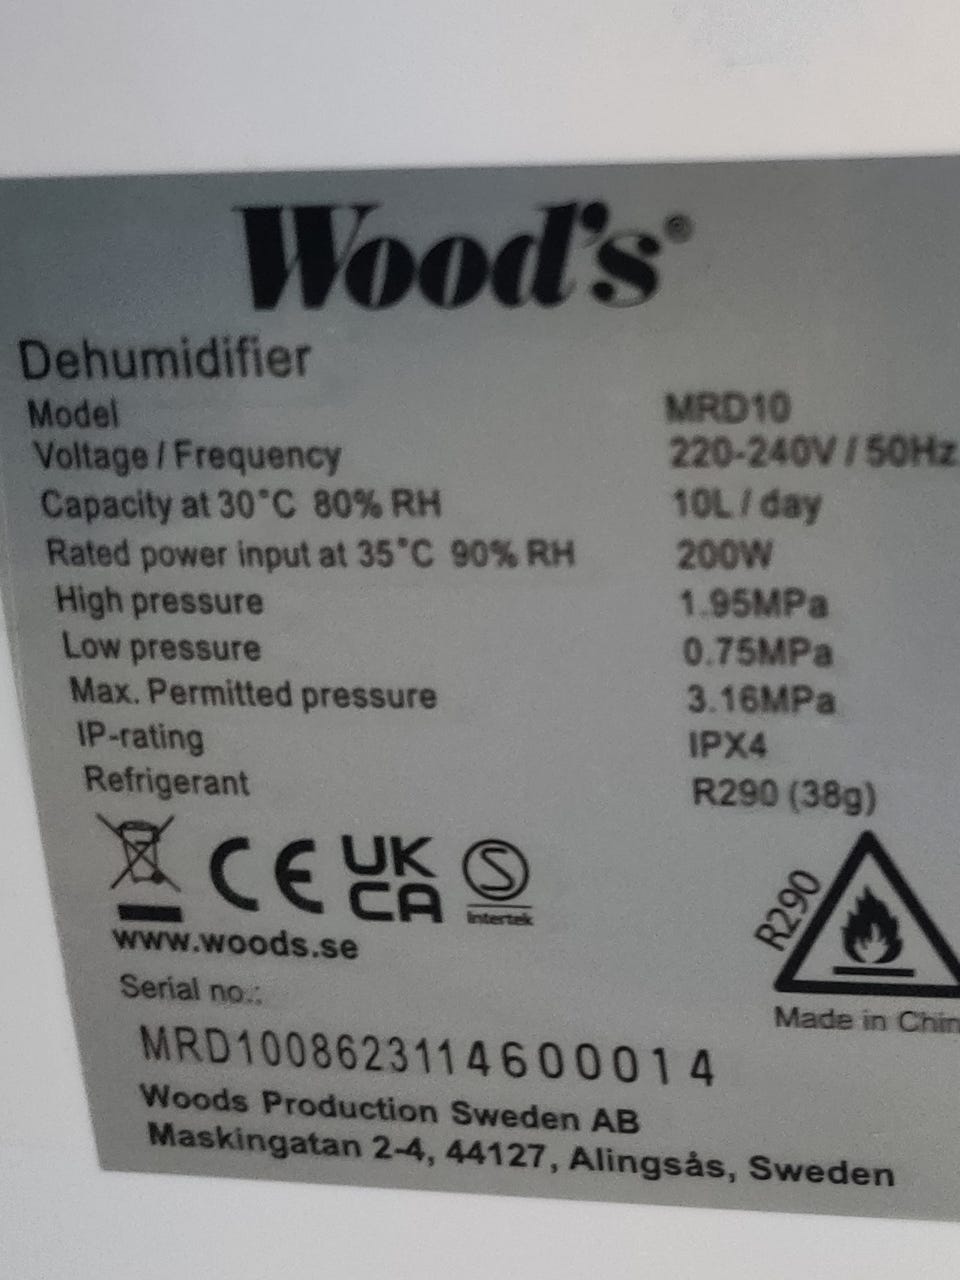 Wood's®
Dehumidifier
Model MRD10
Voltage / Frequency 220-240V / 50Hz
Capacity at 30°C 80% RH 10L / day
Rated power input at 35°C 90% RH 200W
High pressure 1.95MPa
Low pressure 0.75MPa
Max. Permitted pressure 3.16MPa
IP-rating IPX4
Refrigerant R290 (38g)
CE UK CA S Intertek
R290
www.woods.se
Serial no.:
Made in Chin
MRD1008623114600014
Woods Production Sweden AB
Maskingatan 2-4, 44127, Alingsås, Sweden